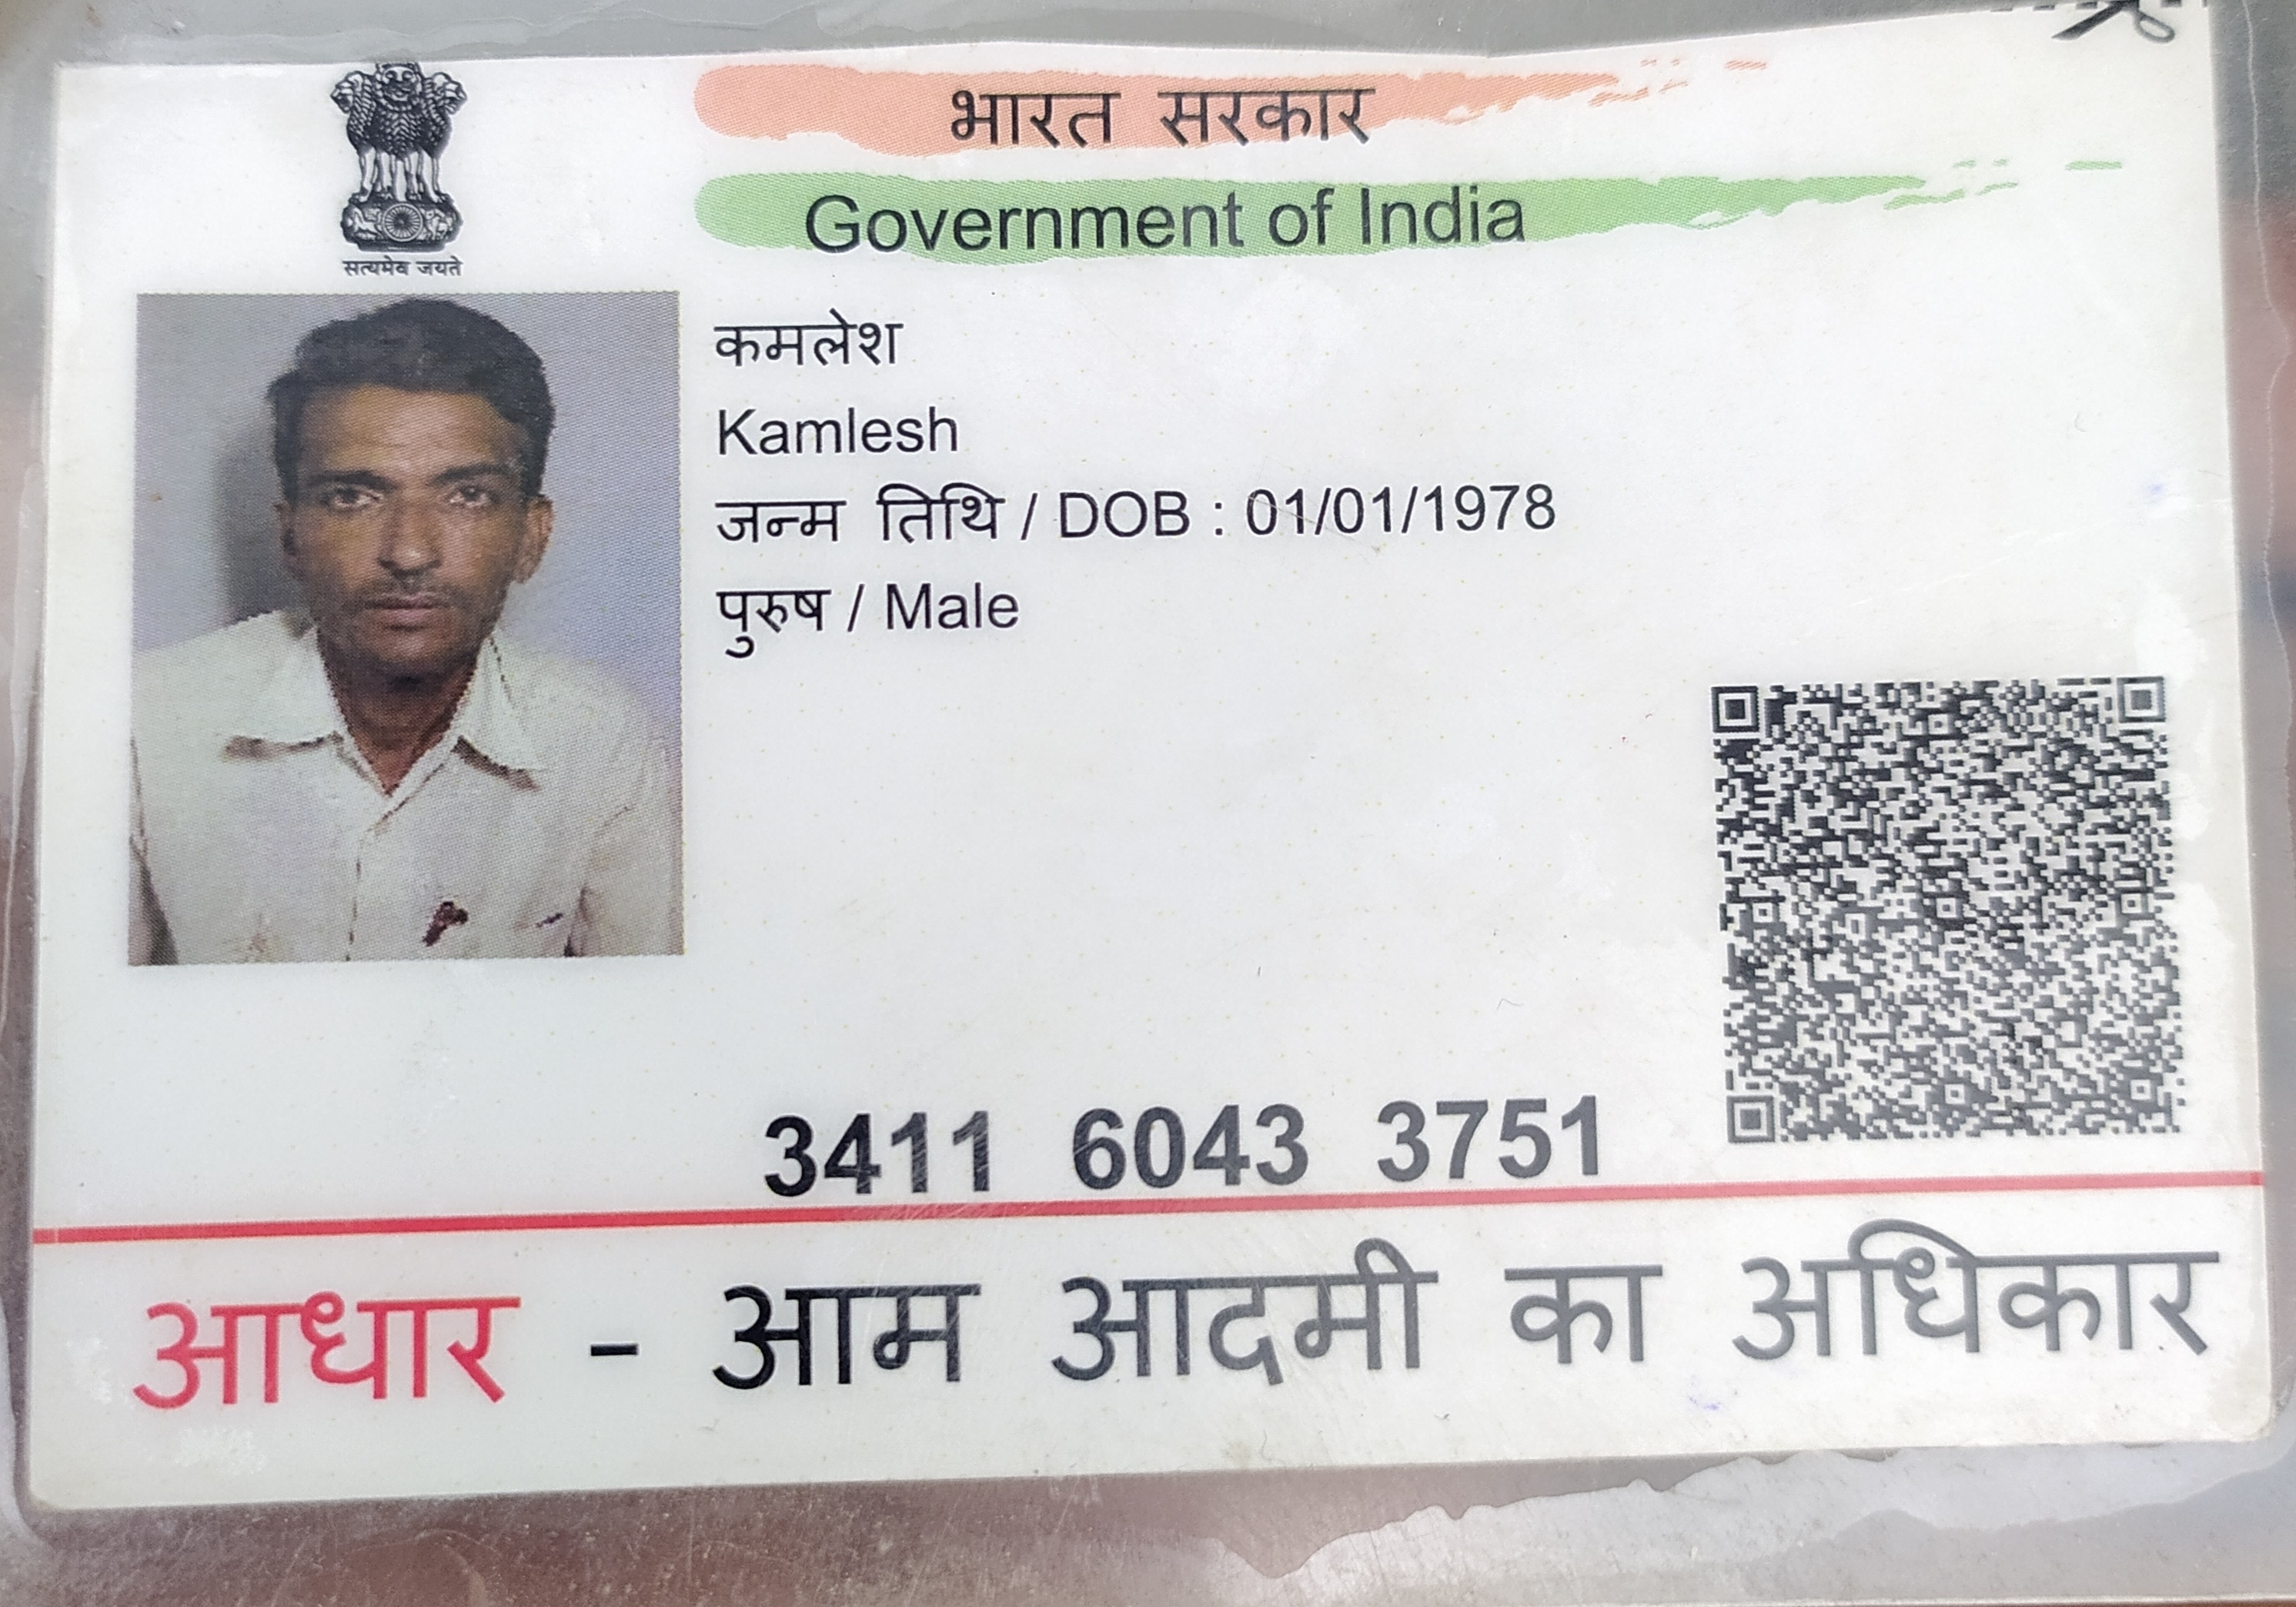 भारत सरकार
Government of India
सत्यमेव जयते
कमलेश
Kamlesh
जन्म तिथि / DOB : 01/01/1978
पुरुष / Male
3411 6043 3751
आधार - आम आदमी का अधिकार